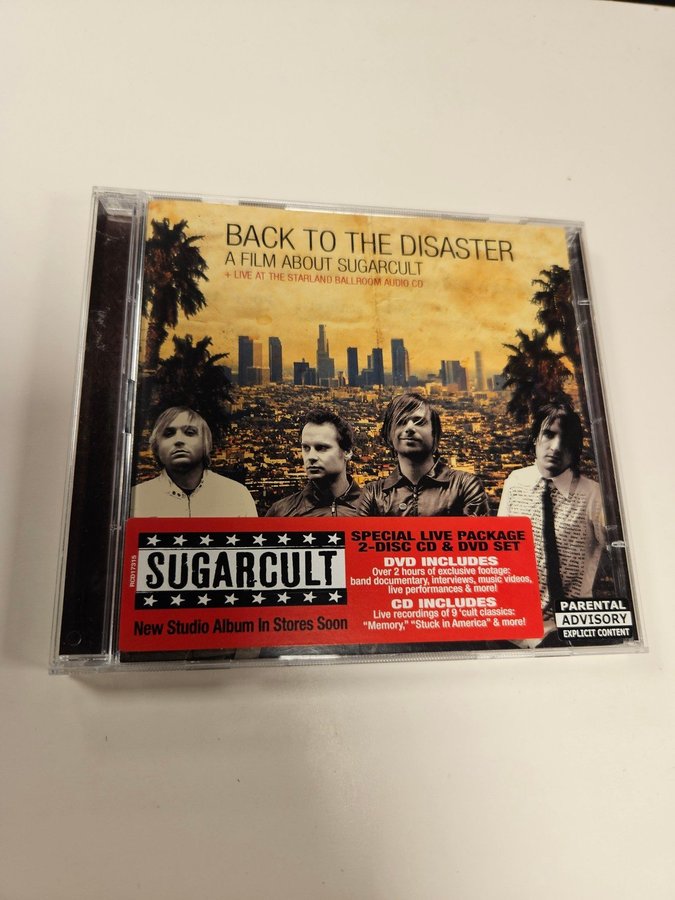 BACK TO THE DISASTER
A FILM ABOUT SUGARCULT
+ LIVE AT THE STARLAND BALLROOM AUDIO CD
RCD17315
SUGARCULT
New Studio Album In Stores Soon
SPECIAL LIVE PACKAGE
2-DISC CD & DVD SET
DVD INCLUDES
Over 2 hours of exclusive footage:
band documentary, interviews, music videos,
live performances & more!
CD INCLUDES
Live recordings of 9 'cult classics:
"Memory," "Stuck in America" & more!
PARENTAL
ADVISORY
EXPLICIT CONTENT